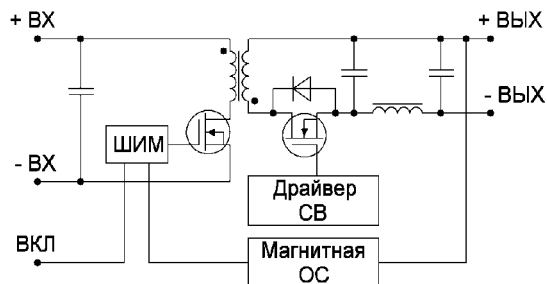 + ВХ
+ ВЫХ
- ВЫХ
ШИМ
- ВХ
Драйвер
СВ
ВКЛ
Магнитная
ОС